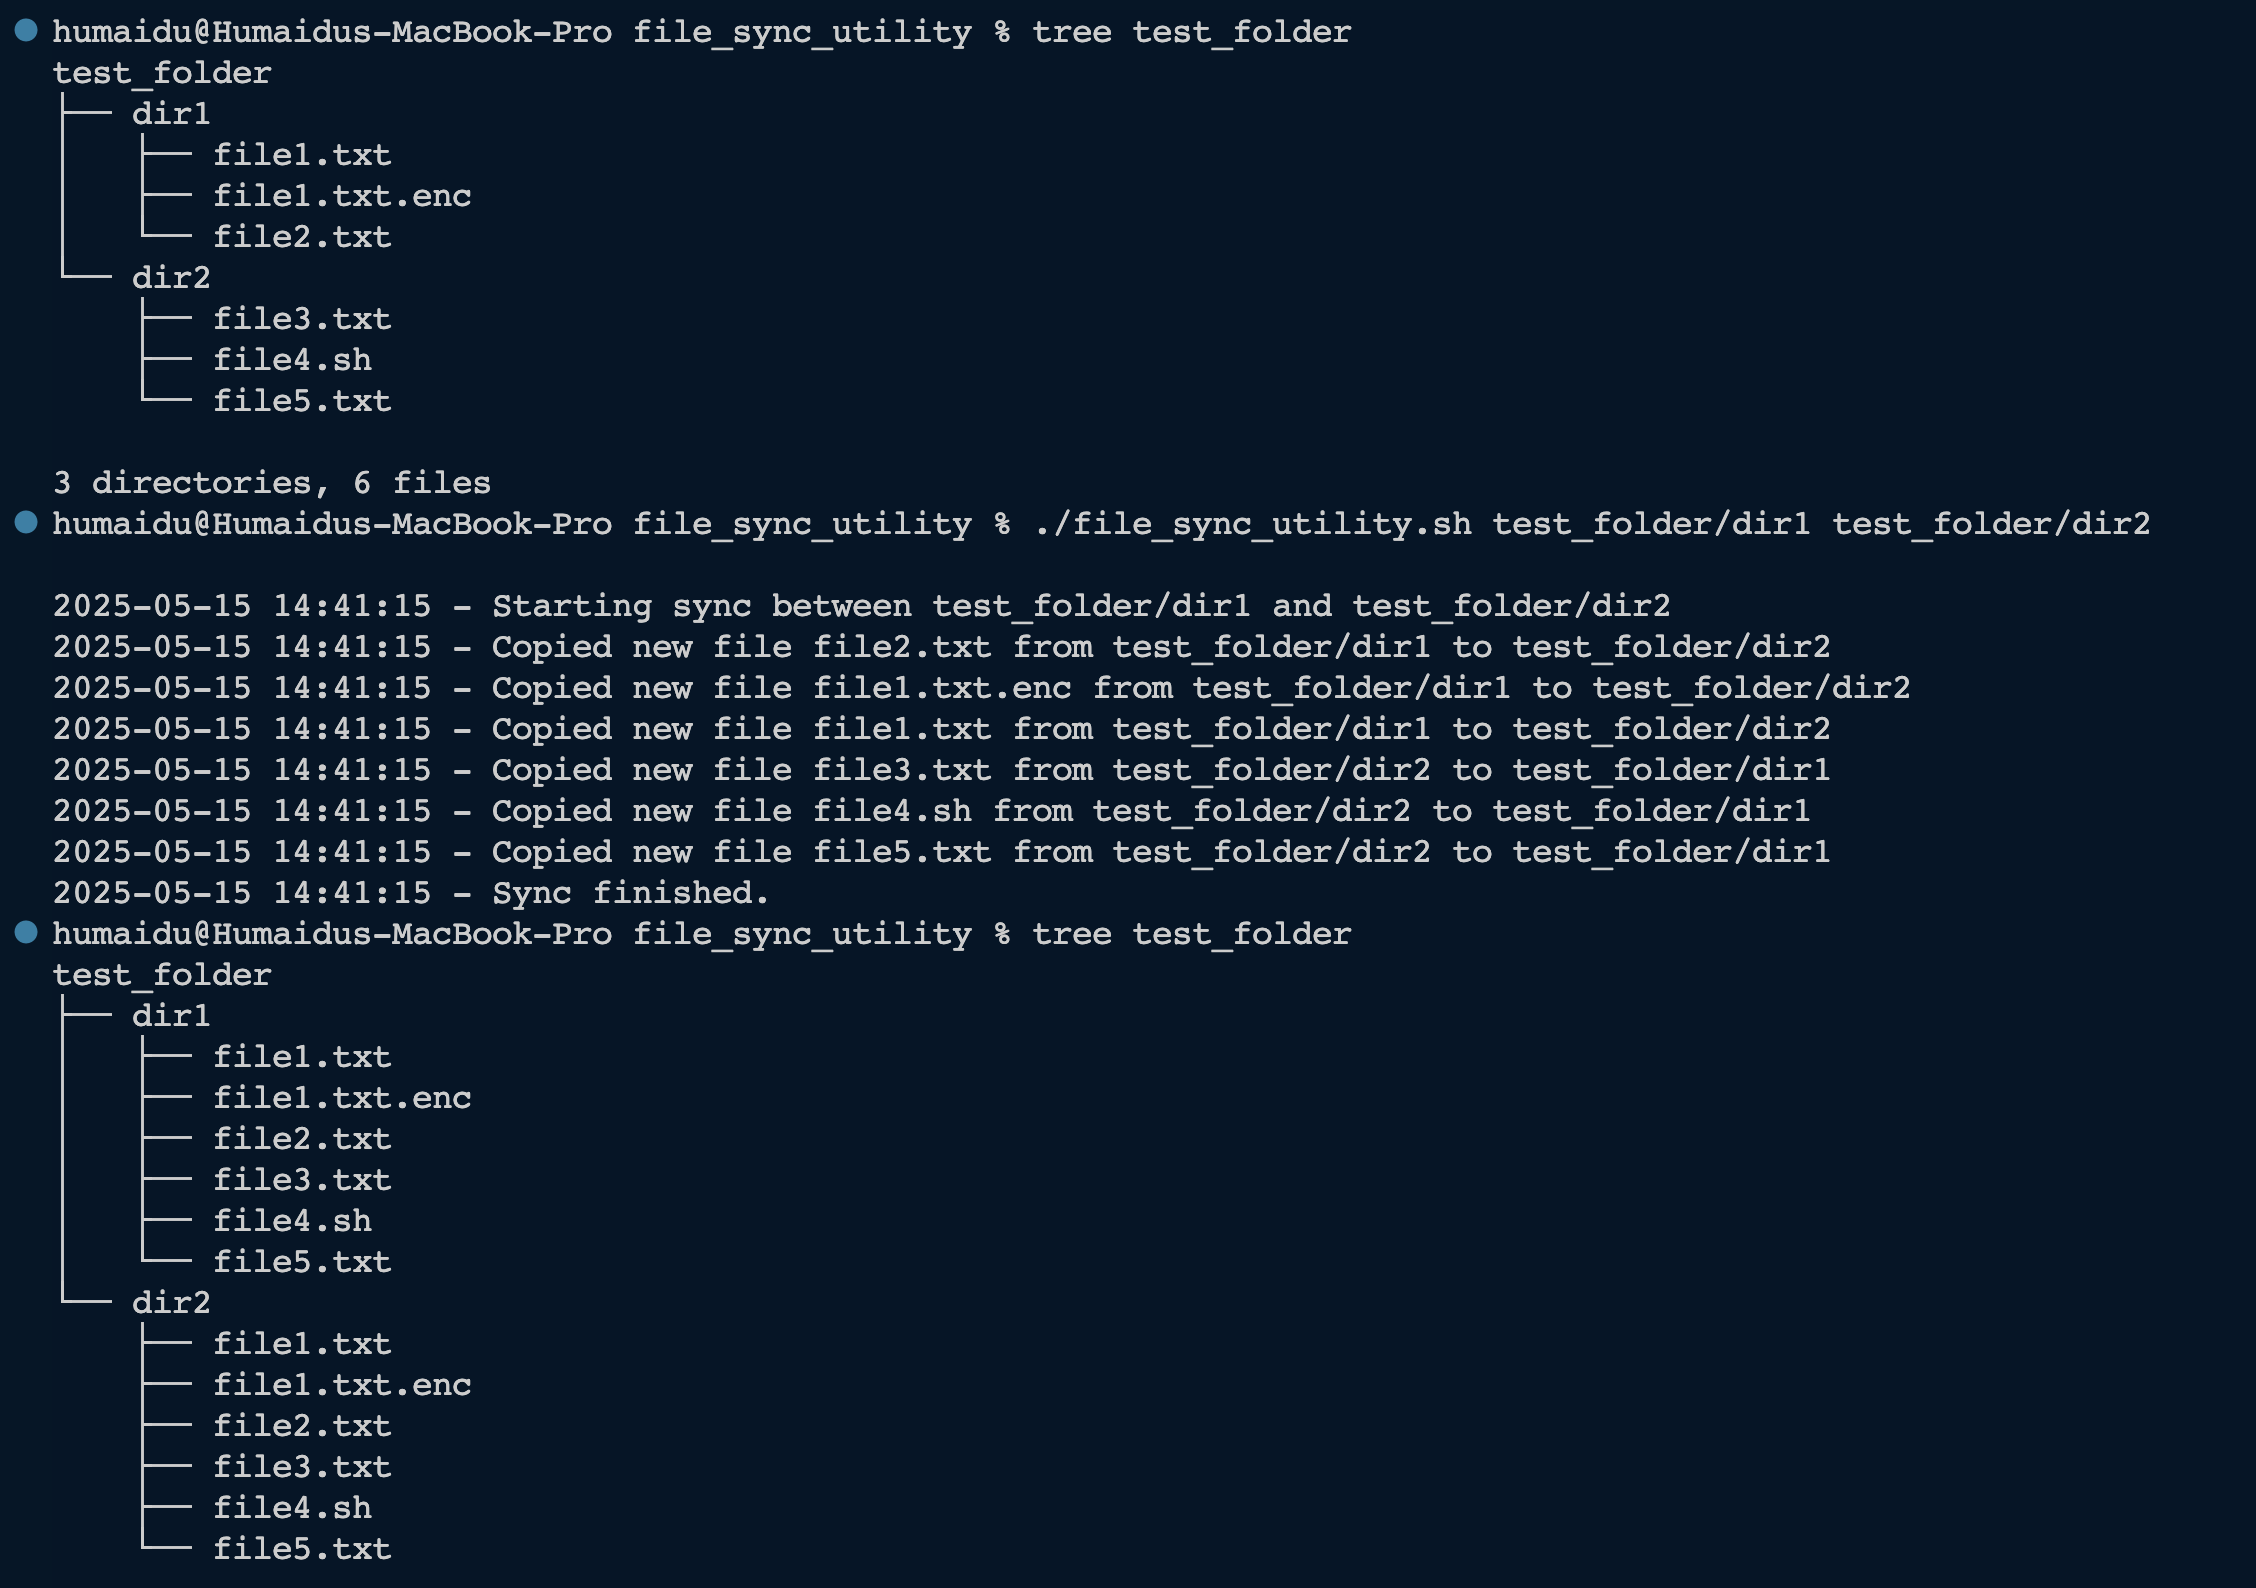 humaidu@Humaidus-MacBook-Pro file_sync_utility % tree test_folder
test_folder
├── dir1
│   ├── file1.txt
│   ├── file1.txt.enc
│   └── file2.txt
└── dir2
    ├── file3.txt
    ├── file4.sh
    └── file5.txt
3 directories, 6 files
humaidu@Humaidus-MacBook-Pro file_sync_utility % ./file_sync_utility.sh test_folder/dir1 test_folder/dir2
2025-05-15 14:41:15 - Starting sync between test_folder/dir1 and test_folder/dir2
2025-05-15 14:41:15 - Copied new file file2.txt from test_folder/dir1 to test_folder/dir2
2025-05-15 14:41:15 - Copied new file file1.txt.enc from test_folder/dir1 to test_folder/dir2
2025-05-15 14:41:15 - Copied new file file1.txt from test_folder/dir1 to test_folder/dir2
2025-05-15 14:41:15 - Copied new file file3.txt from test_folder/dir2 to test_folder/dir1
2025-05-15 14:41:15 - Copied new file file4.sh from test_folder/dir2 to test_folder/dir1
2025-05-15 14:41:15 - Copied new file file5.txt from test_folder/dir2 to test_folder/dir1
2025-05-15 14:41:15 - Sync finished.
humaidu@Humaidus-MacBook-Pro file_sync_utility % tree test_folder
test_folder
├── dir1
│   ├── file1.txt
│   ├── file1.txt.enc
│   ├── file2.txt
│   ├── file3.txt
│   ├── file4.sh
│   └── file5.txt
└── dir2
    ├── file1.txt
    ├── file1.txt.enc
    ├── file2.txt
    ├── file3.txt
    ├── file4.sh
    └── file5.txt